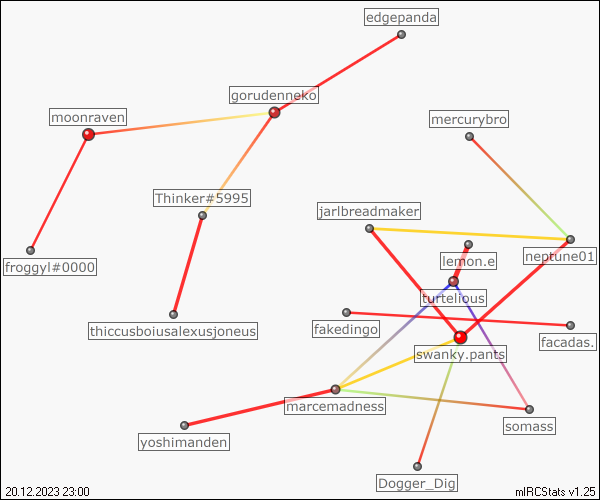 edgepanda
gorudenneko
moonraven
mercurybro
Thinker#5995
jarlbreadmaker
froggyl#0000
lemon.e
neptune01
turtelious
thiccusboiusalexusjoneus
fakedingo
facadas.
swanky.pants
marcemadness
somass
yoshimanden
Dogger_Dig
20.12.2023 23:00
mIRCStats v1.25